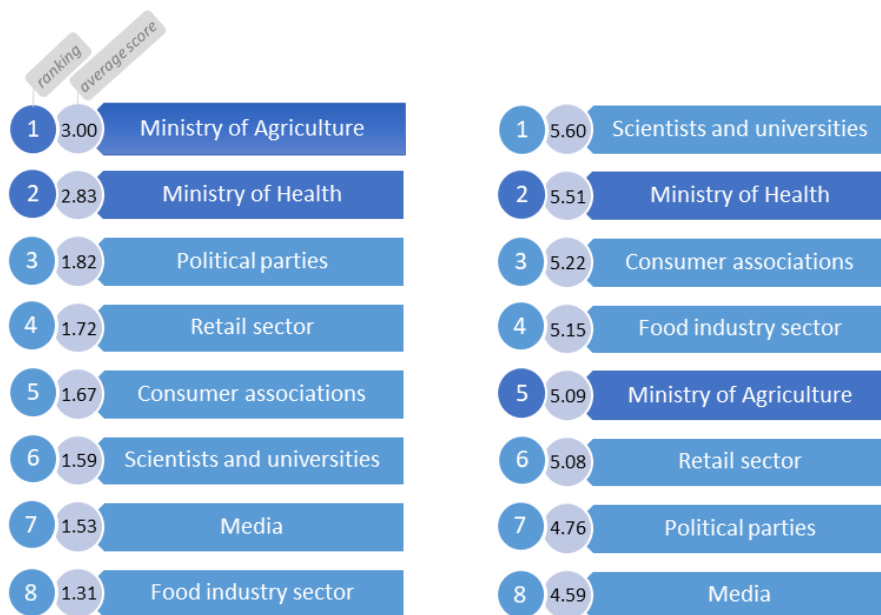 ranking
average score
1 3.00 Ministry of Agriculture
2 2.83 Ministry of Health
3 1.82 Political parties
4 1.72 Retail sector
5 1.67 Consumer associations
6 1.59 Scientists and universities
7 1.53 Media
8 1.31 Food industry sector
1 5.60 Scientists and universities
2 5.51 Ministry of Health
3 5.22 Consumer associations
4 5.15 Food industry sector
5 5.09 Ministry of Agriculture
6 5.08 Retail sector
7 4.76 Political parties
8 4.59 Media